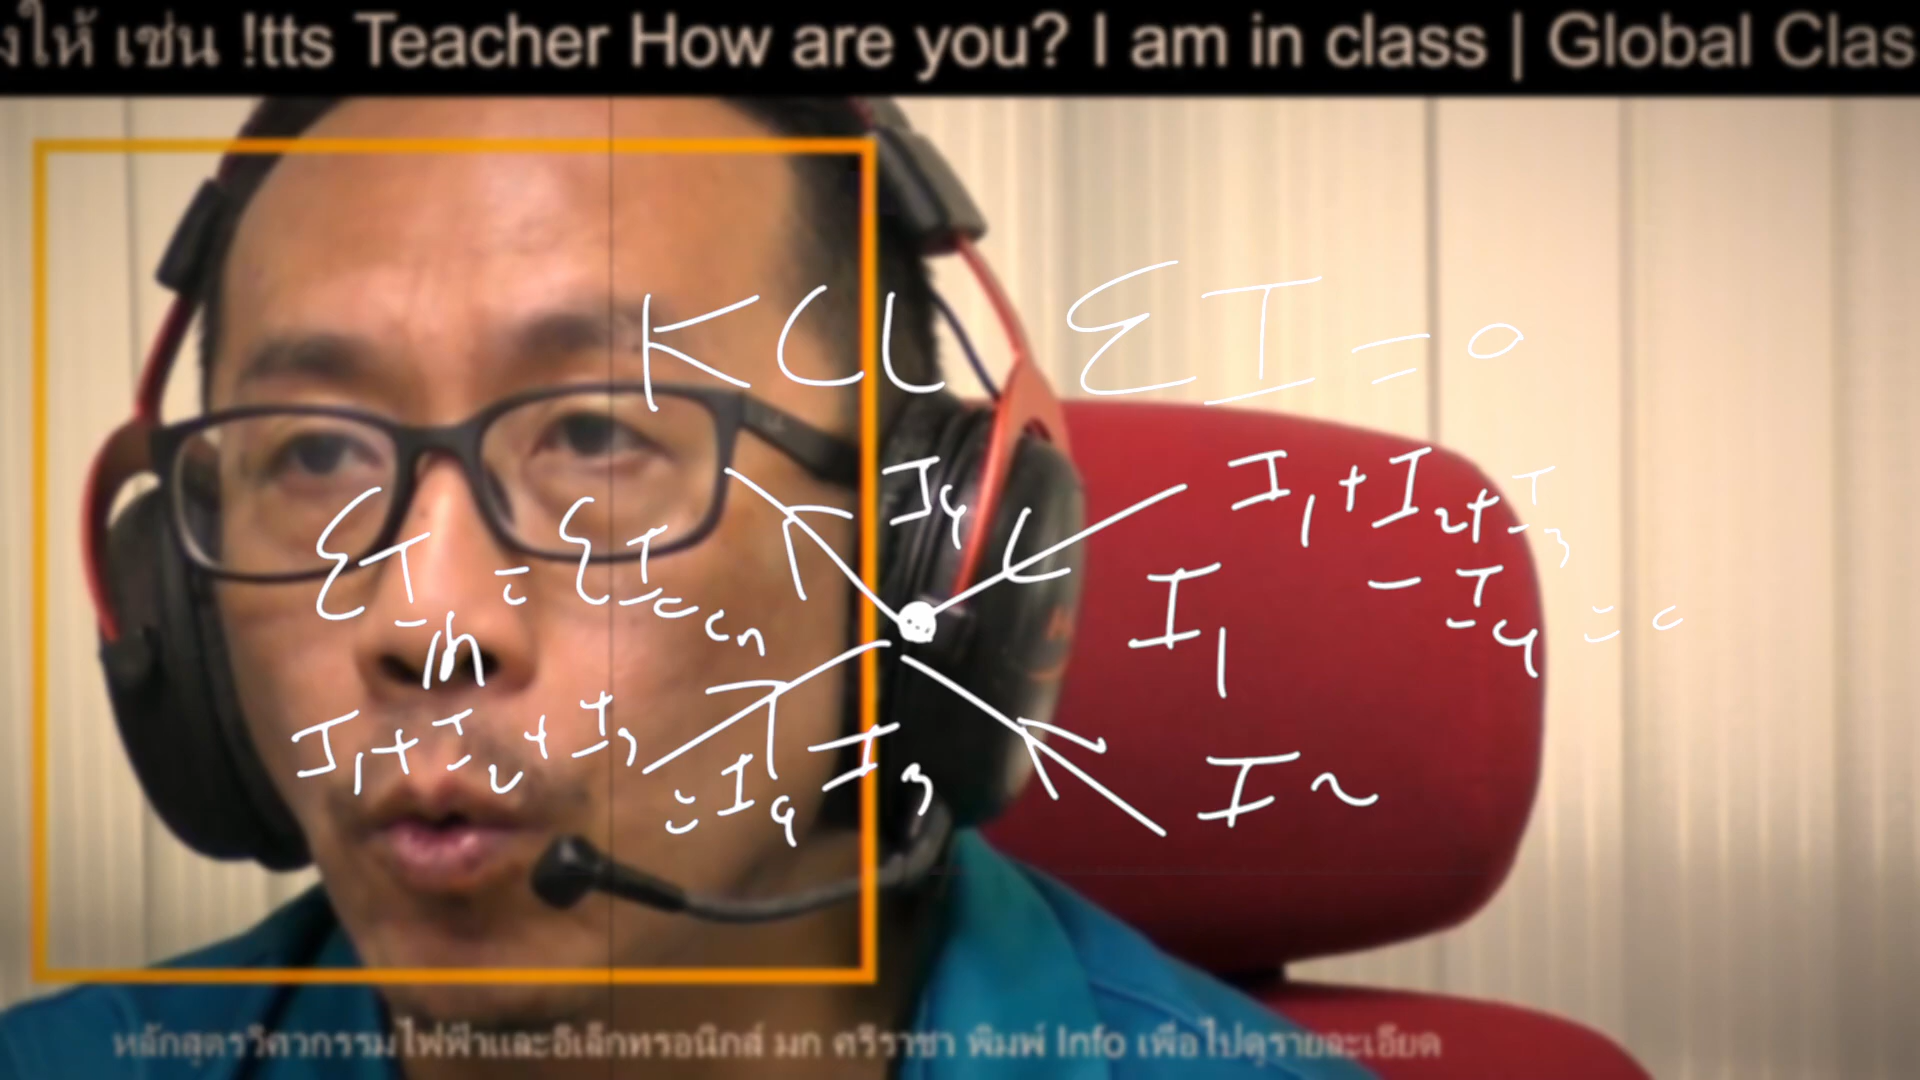 งให้ เช่น !tts Teacher How are you? I am in class | Global Clas
KCL ΣI = 0
I₄
I₁ + I₂ + I₃
- I₄ = 0
ΣI in = ΣI
I₁
I₁ + I₂ + I₃
= I₄
I₃
I₂
หลักสูตรวิศวกรรมไฟฟ้าและอิเล็กทรอนิกส์ มก ศรีราชา พิมพ์ Info เพื่อไปดูรายละเอียด